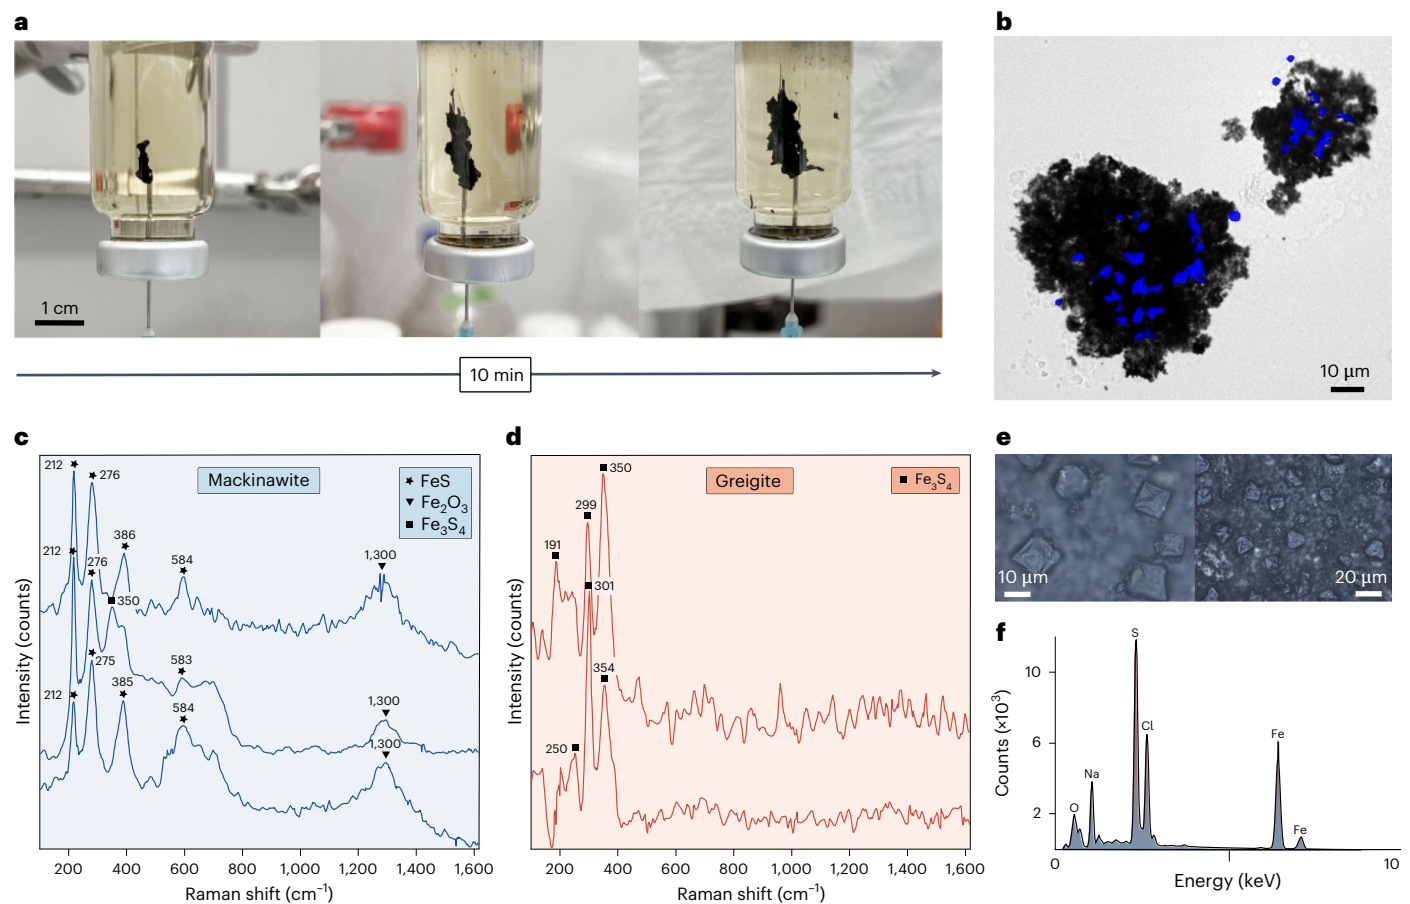 a
1 cm
10 min
b
10 µm
c
Mackinawite
★ FeS
▼ Fe2O3
■ Fe3S4
212
276
386
584
1,300
212
276
350
583
1,300
212
275
385
584
1,300
Intensity (counts)
200 400 600 800 1,000 1,200 1,400 1,600
Raman shift (cm−1)
d
Greigite
■ Fe3S4
191
299
350
250
301
354
Intensity (counts)
200 400 600 800 1,000 1,200 1,400 1,600
Raman shift (cm−1)
e
10 µm
20 µm
f
Counts (×10³)
10
6
2
O
Na
S
Cl
Fe
Fe
0 10
Energy (keV)